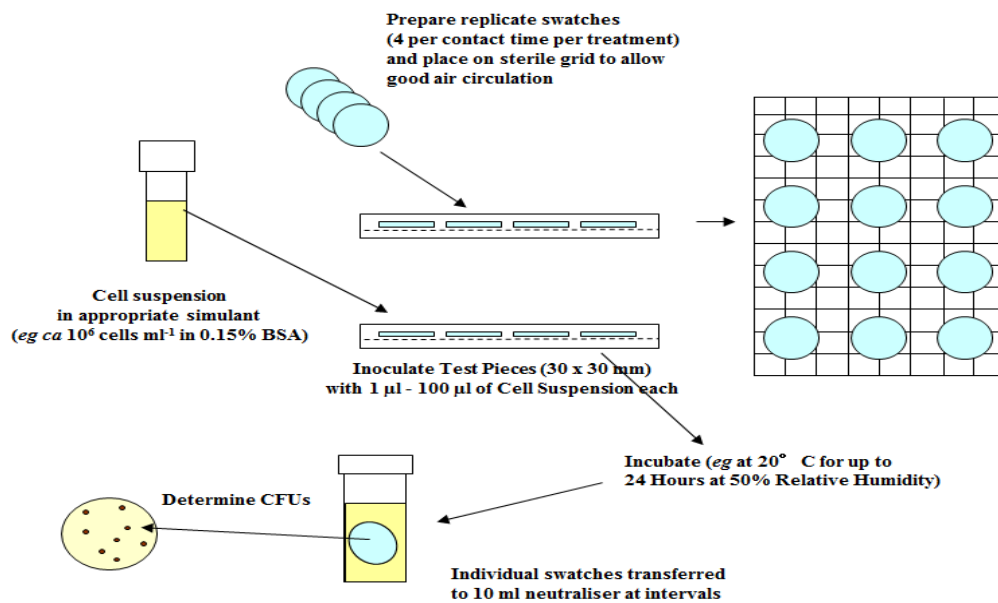 Prepare replicate swatches
(4 per contact time per treatment)
and place on sterile grid to allow
good air circulation
Cell suspension
in appropriate simulant
(eg ca 10⁶ cells ml⁻¹ in 0.15% BSA)
Inoculate Test Pieces (30 x 30 mm)
with 1 µl - 100 µl of Cell Suspension each
Incubate (eg at 20° C for up to
24 Hours at 50% Relative Humidity)
Determine CFUs
Individual swatches transferred
to 10 ml neutraliser at intervals